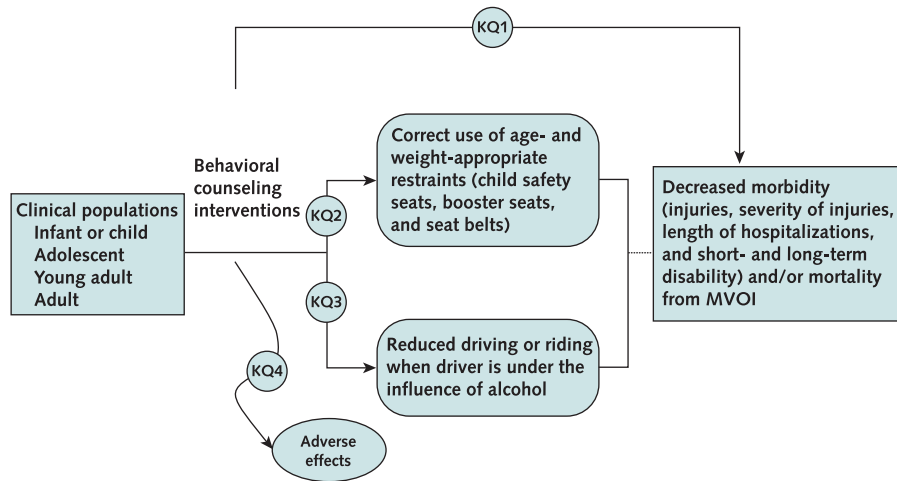 KQ1
Clinical populations
Infant or child
Adolescent
Young adult
Adult
Behavioral
counseling
interventions
KQ2
KQ3
KQ4
Correct use of age- and
weight-appropriate
restraints (child safety
seats, booster seats,
and seat belts)
Reduced driving or riding
when driver is under the
influence of alcohol
Adverse
effects
Decreased morbidity
(injuries, severity of injuries,
length of hospitalizations,
and short- and long-term
disability) and/or mortality
from MVOI